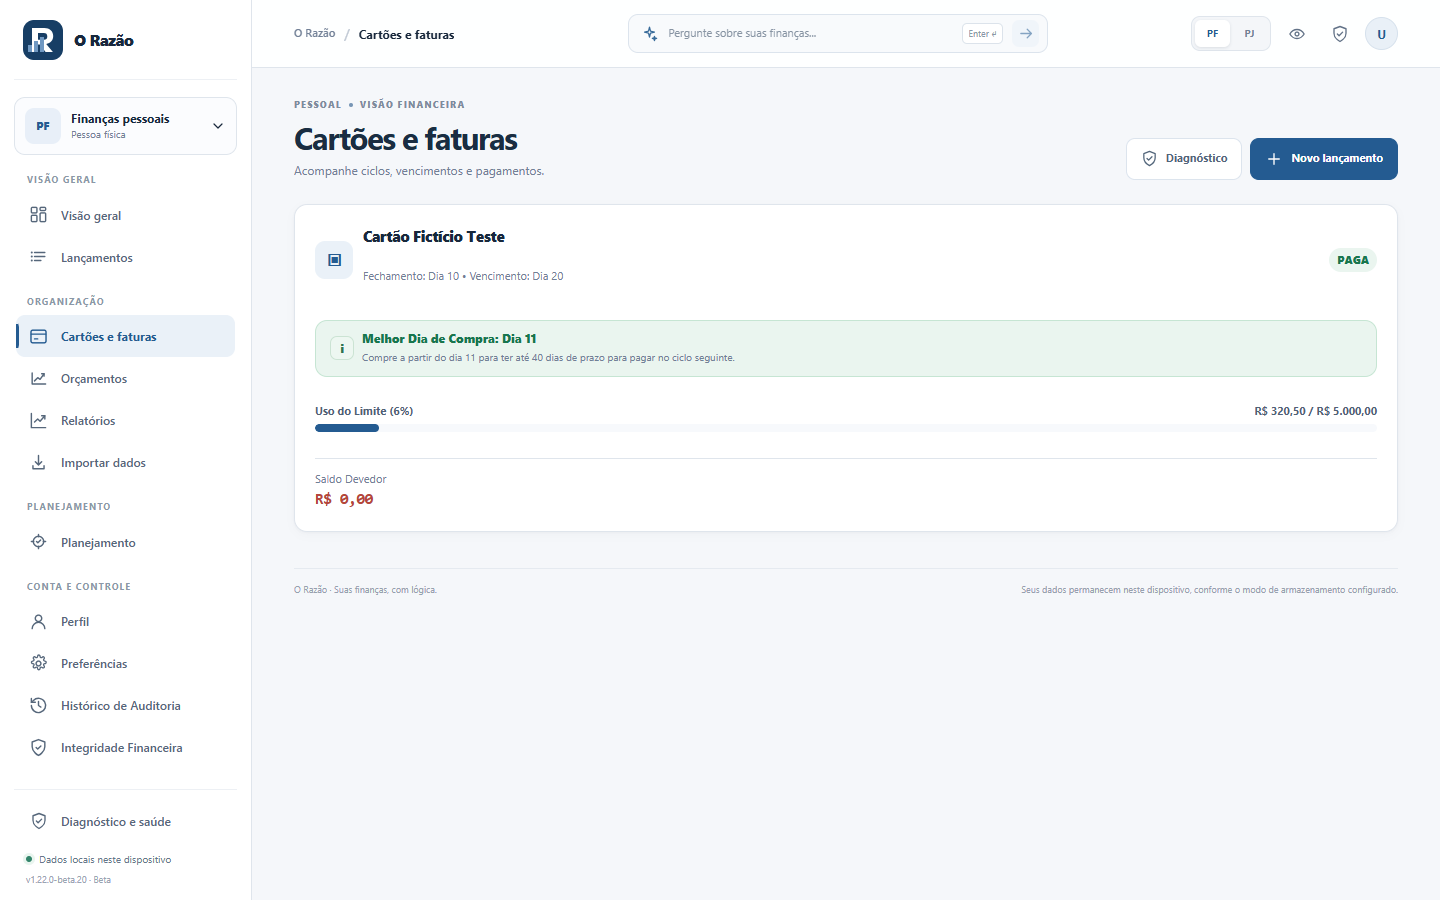 O Razão
PF
Finanças pessoais
Pessoa física
VISÃO GERAL
Visão geral
Lançamentos
ORGANIZAÇÃO
Cartões e faturas
Orçamentos
Relatórios
Importar dados
PLANEJAMENTO
Planejamento
CONTA E CONTROLE
Perfil
Preferências
Histórico de Auditoria
Integridade Financeira
Diagnóstico e saúde
Dados locais neste dispositivo
v1.22.0-beta.20 · Beta
O Razão / Cartões e faturas
Pergunte sobre suas finanças...
Enter ↵
PF PJ
U
PESSOAL • VISÃO FINANCEIRA
Cartões e faturas
Acompanhe ciclos, vencimentos e pagamentos.
Diagnóstico
Novo lançamento
Cartão Fictício Teste
Fechamento: Dia 10 • Vencimento: Dia 20
PAGA
i
Melhor Dia de Compra: Dia 11
Compre a partir do dia 11 para ter até 40 dias de prazo para pagar no ciclo seguinte.
Uso do Limite (6%)
R$ 320,50 / R$ 5.000,00
Saldo Devedor
R$ 0,00
O Razão · Suas finanças, com lógica.
Seus dados permanecem neste dispositivo, conforme o modo de armazenamento configurado.